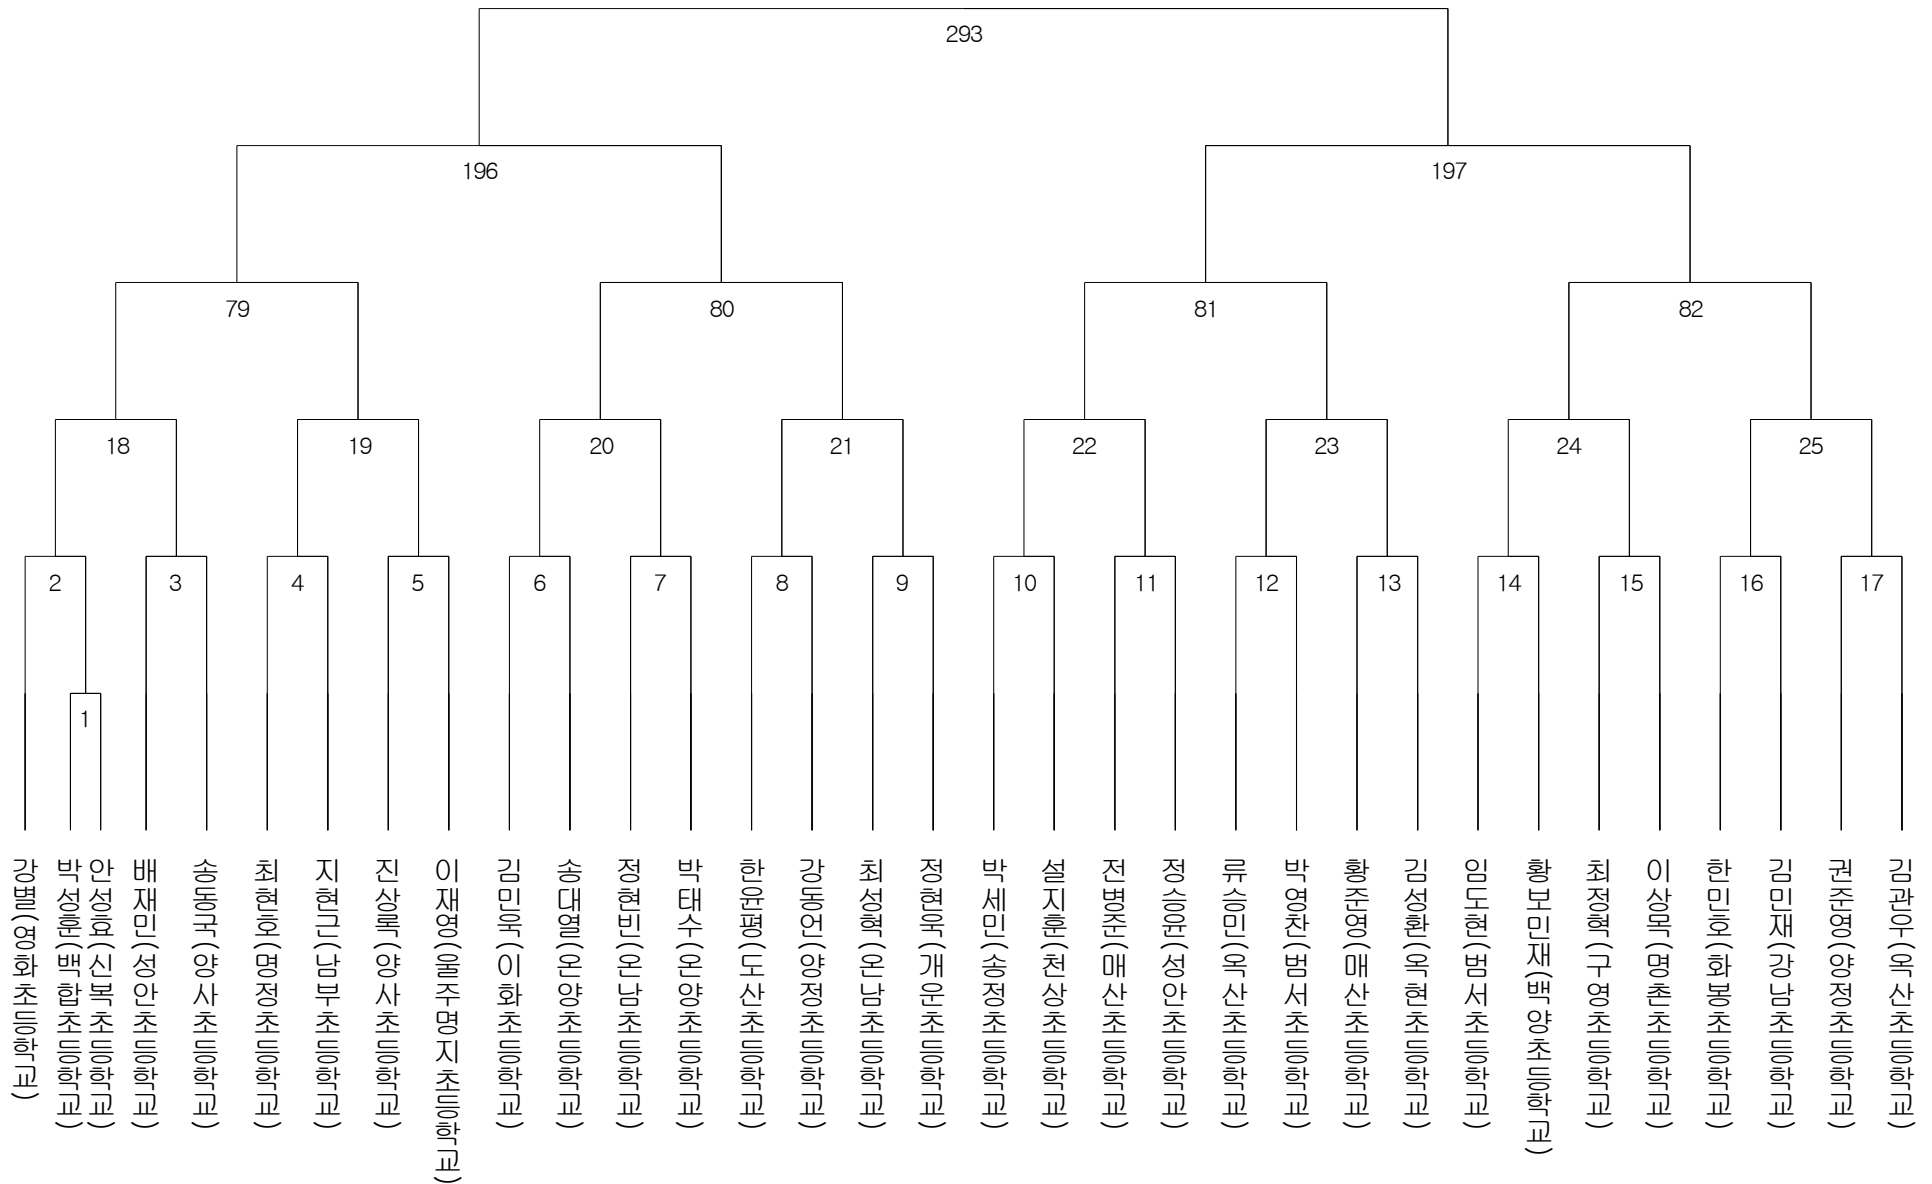 293
196
197
79
80
81
82
18
19
20
21
22
23
24
25
2
3
4
5
6
7
8
9
10
11
12
13
14
15
16
17
1
강별(영화초등학교)
박성훈(백합초등학교)
안성효(신복초등학교)
배재민(성안초등학교)
송동국(양사초등학교)
최현호(명정초등학교)
지현근(남부초등학교)
진상록(양사초등학교)
이재영(울주명지초등학교)
김민욱(이화초등학교)
송대열(온양초등학교)
정현빈(온남초등학교)
박태수(온양초등학교)
한윤평(도산초등학교)
강동언(양정초등학교)
최성혁(온남초등학교)
정현욱(개운초등학교)
박세민(송정초등학교)
설지훈(천상초등학교)
전병준(매산초등학교)
정승윤(성안초등학교)
류승민(옥산초등학교)
박영찬(범서초등학교)
황준영(매산초등학교)
김성환(옥현초등학교)
임도현(범서초등학교)
황보민재(백양초등학교)
최정혁(구영초등학교)
이상목(명촌초등학교)
한민호(화봉초등학교)
김민재(강남초등학교)
권준영(양정초등학교)
김관우(옥산초등학교)